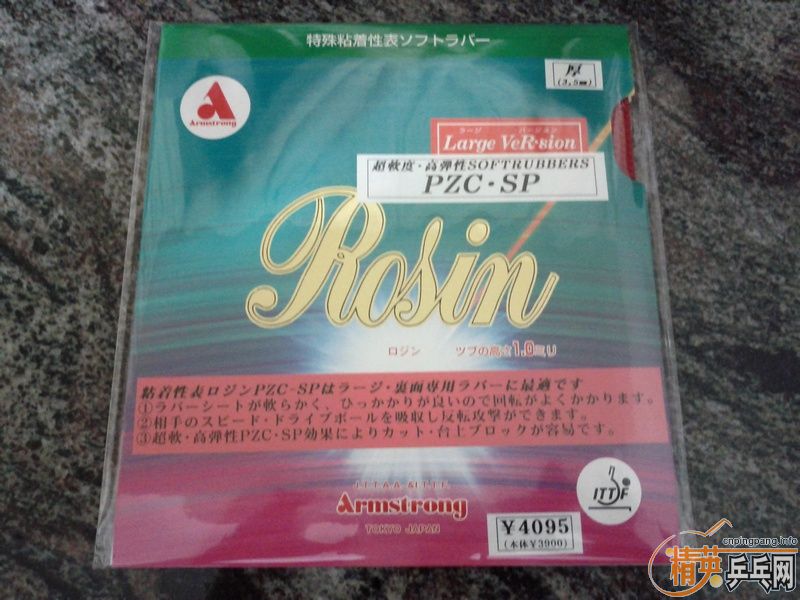 特殊粘着性表ソフトラバー
Armstrong
厚
(3.5㎜)
ラージ バージョン
Large VeR·sion
超軟度・高弾性SOFTRUBBERS
PZC・SP
Rosin
ロジン ツブの高さ1.0ミリ
粘着性表ロジンPZC-SPはラージ・裏面専用ラバーに最適です
①ラバーシートが軟らかく、ひっかかりが良いので回転がよくかかります。
②相手のスピード・ドライブボールを吸収し反転攻撃ができます。
③超軟・高弾性PZC・SP効果によりカット・台上ブロックが容易です。
J.T.T.A.A. & I.T.T.F.
Armstrong
TOKYO JAPAN
ITTF
¥4095
(本体¥3900)
cnpingpang.info
精英乒乓网